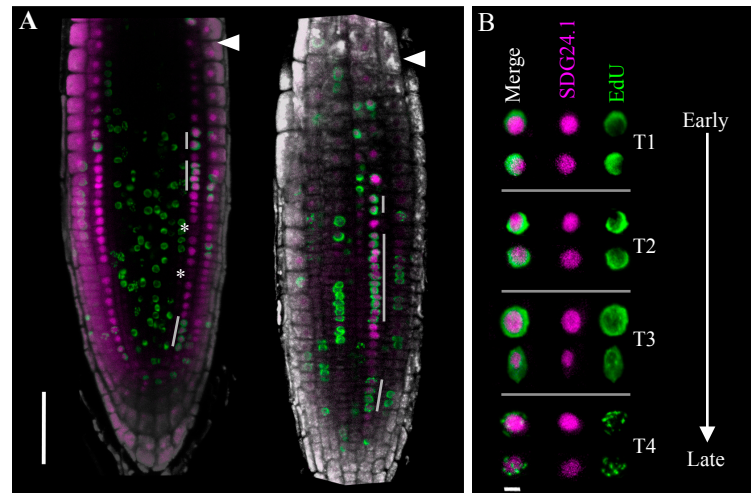 A
* 
*
B
Merge
SDG24.1
EdU
Early
T1
T2
T3
T4
Late